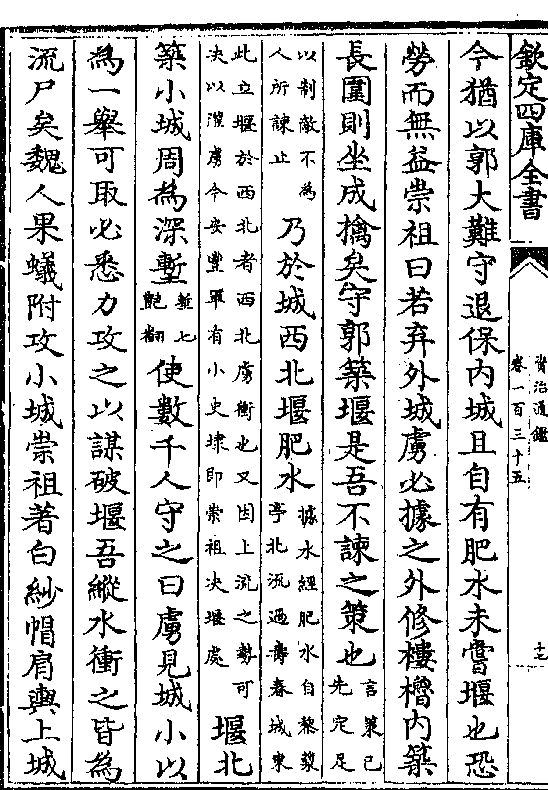 欽定四庫全書
資治通鑑
卷一百三十五
十七
今猶以郭大難守退保内城且自有肥水未嘗堰也恐
勞而無益崇祖曰若弃外城虜必據之外修樓櫓内築
長圍則坐成擒矣守郭築堰是吾不諫之策也言策已
先定足
以制敵不為
人所諫止乃於城西北堰肥水據水經肥水自黎漿
亭北流過夀春城東
此立堰於西北者西北虜衝也又因上流之勢可
决以灌虜今安豐軍有小史埭即崇祖决堰處堰北
築小城周為深塹塹七
艶翻使數千人守之曰虜見城小以
為一舉可取必悉力攻之以謀破堰吾縱水衝之皆為
流尸矣魏人果蟻附攻小城崇祖著白紗帽肩輿上城